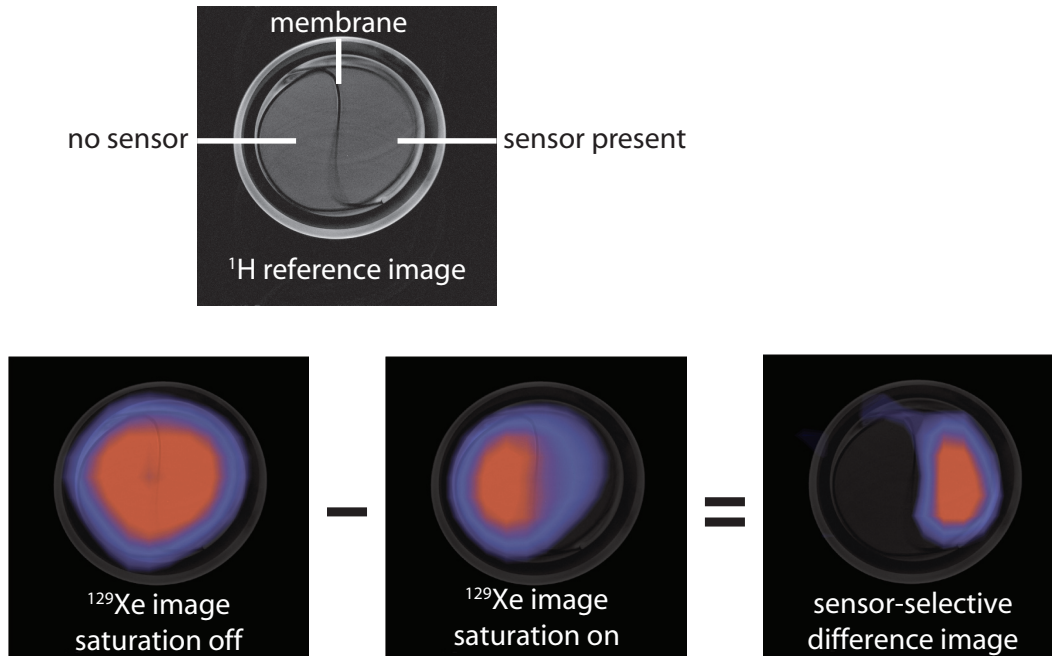 membrane
no sensor
sensor present
¹H reference image
¹²⁹Xe image
saturation off
¹²⁹Xe image
saturation on
sensor-selective
difference image